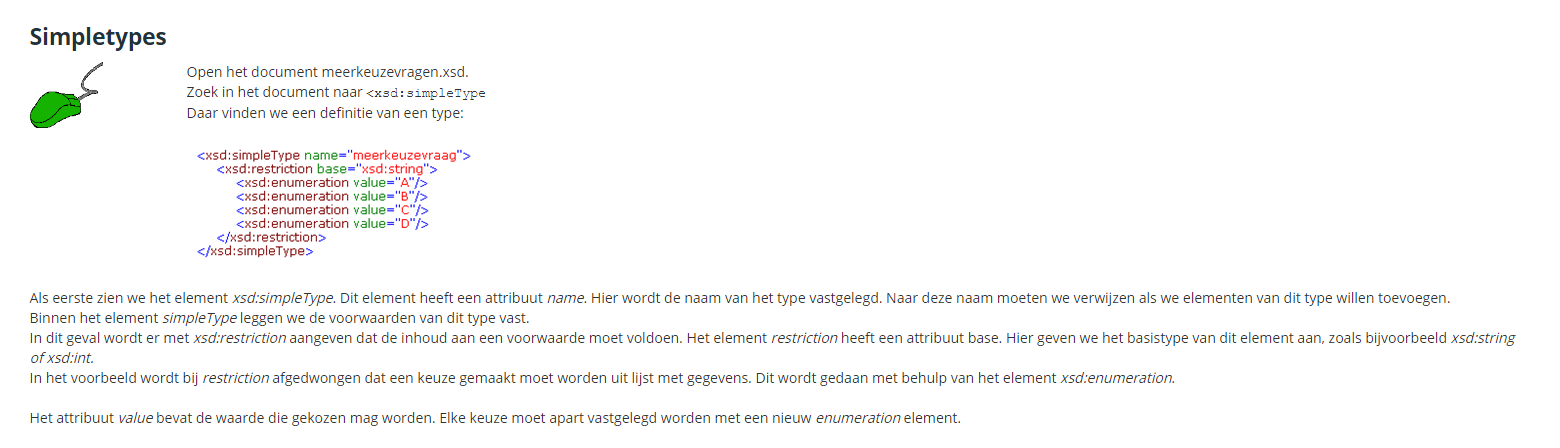 Simpletypes
Open het document meerkeuzevragen.xsd.
Zoek in het document naar <xsd:simpleType
Daar vinden we een definitie van een type:
<xsd:simpleType name="meerkeuzevraag">
<xsd:restriction base="xsd:string">
<xsd:enumeration value="A"/>
<xsd:enumeration value="B"/>
<xsd:enumeration value="C"/>
<xsd:enumeration value="D"/>
</xsd:restriction>
</xsd:simpleType>
Als eerste zien we het element xsd:simpleType. Dit element heeft een attribuut name. Hier wordt de naam van het type vastgelegd. Naar deze naam moeten we verwijzen als we elementen van dit type willen toevoegen.
Binnen het element simpleType leggen we de voorwaarden van dit type vast.
In dit geval wordt er met xsd:restriction aangeven dat de inhoud aan een voorwaarde moet voldoen. Het element restriction heeft een attribuut base. Hier geven we het basistype van dit element aan, zoals bijvoorbeeld xsd:string
of xsd:int.
In het voorbeeld wordt bij restriction afgedwongen dat een keuze gemaakt moet worden uit lijst met gegevens. Dit wordt gedaan met behulp van het element xsd:enumeration.
Het attribuut value bevat de waarde die gekozen mag worden. Elke keuze moet apart vastgelegd worden met een nieuw enumeration element.